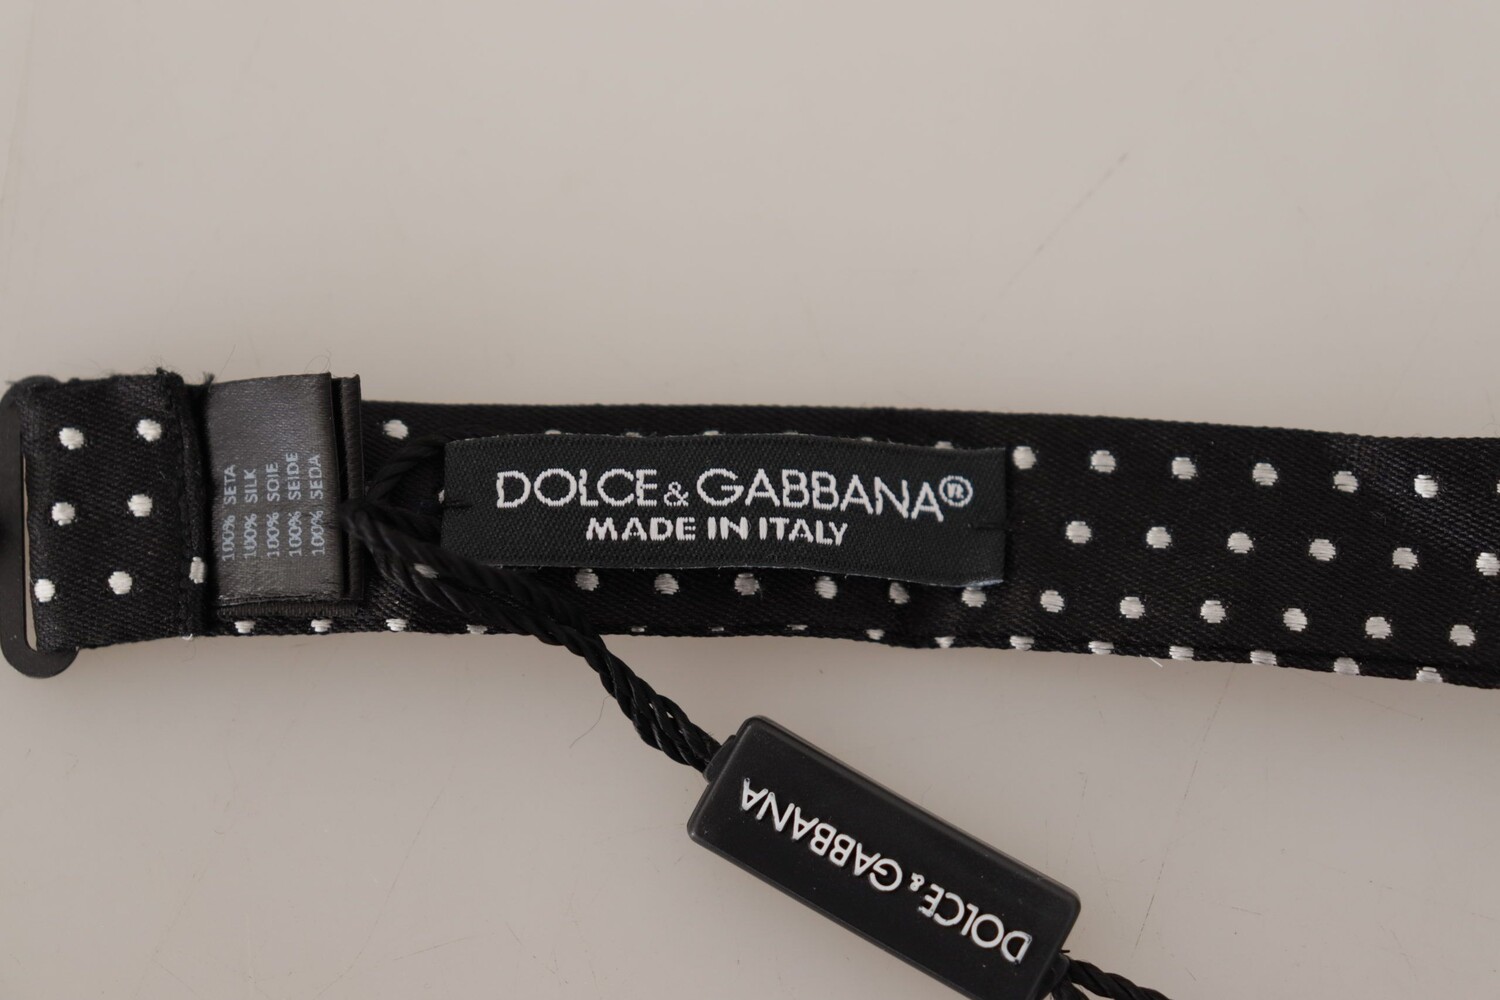 100% SETA
100% SILK
100% SOIE
100% SEIDE
100% SEDA
DOLCE & GABBANA®
MADE IN ITALY
DOLCE & GABBANA